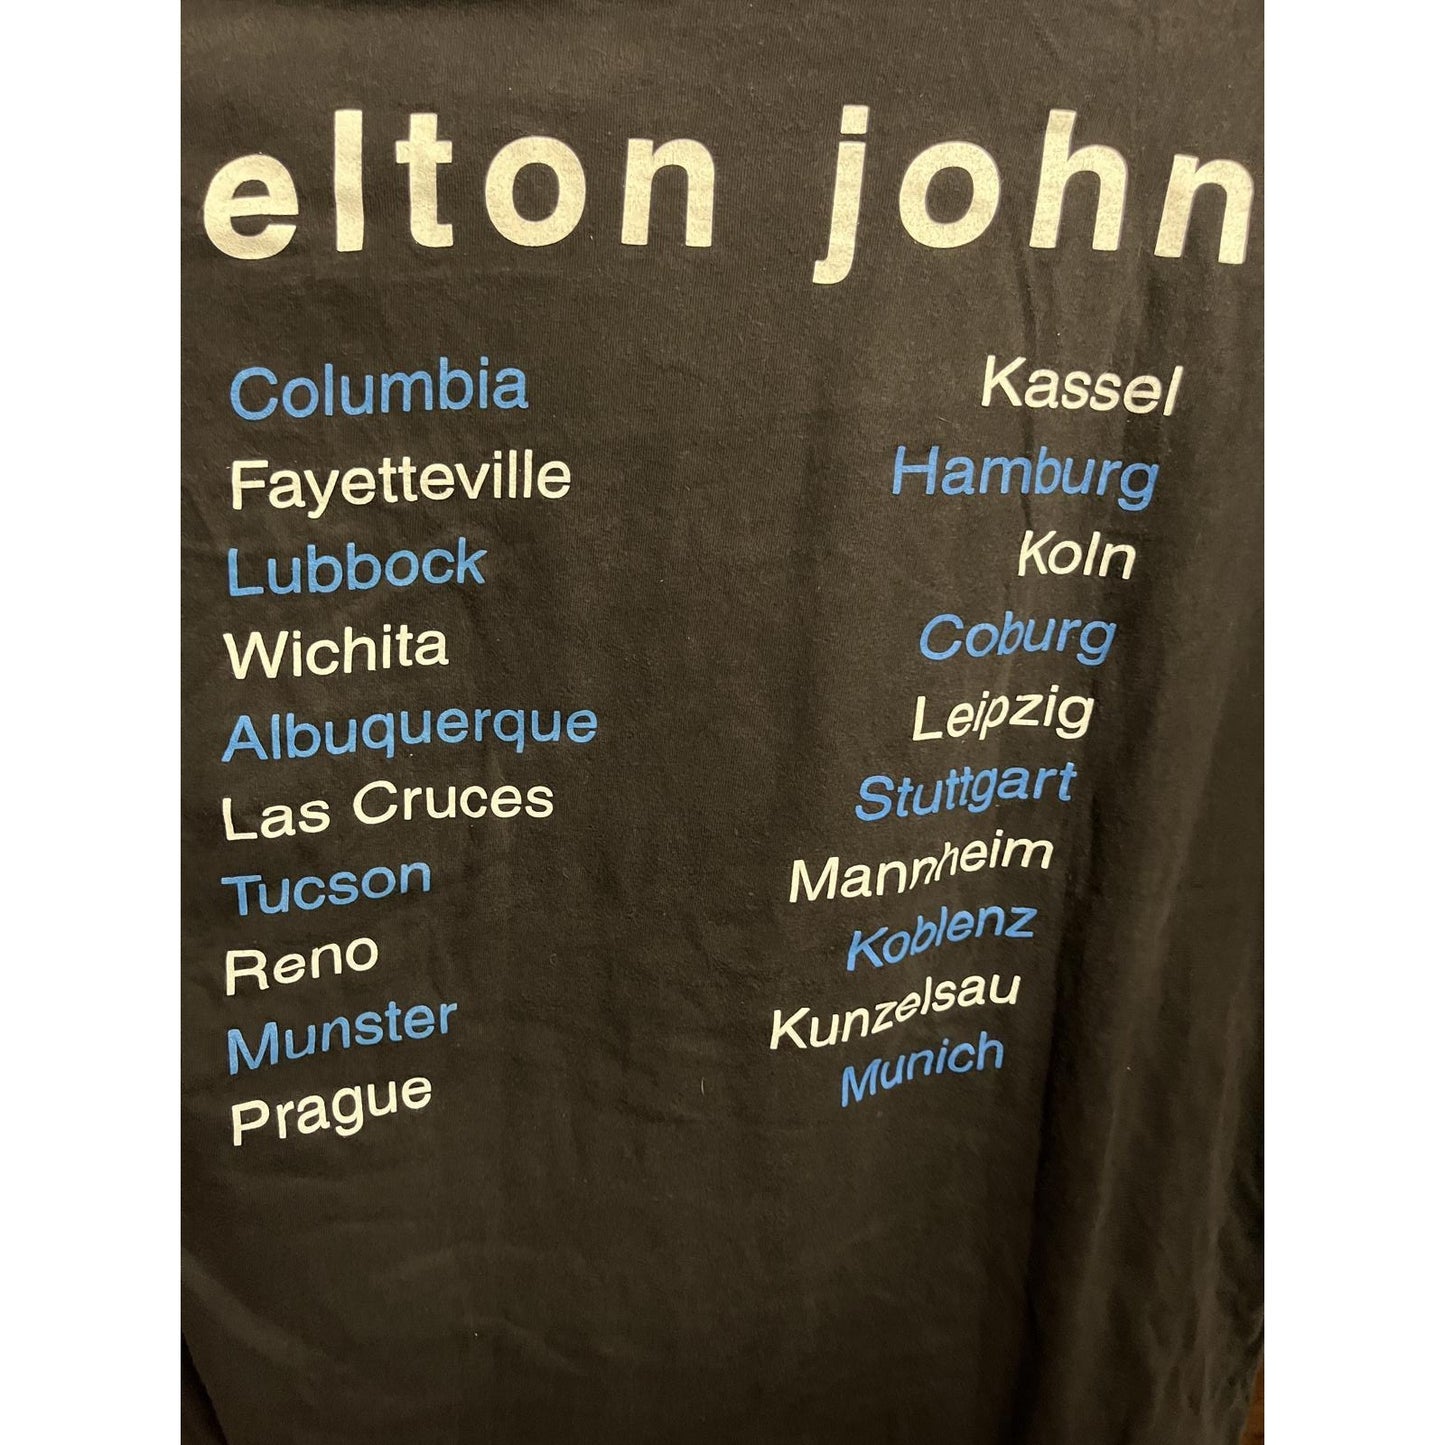 elton john
Columbia
Fayetteville
Lubbock
Wichita
Albuquerque
Las Cruces
Tucson
Reno
Munster
Prague
Kassel
Hamburg
Koln
Coburg
Leipzig
Stuttgart
Mannheim
Koblenz
Kunzelsau
Munich